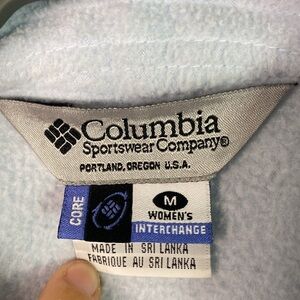 Columbia
Sportswear Company®
PORTLAND, OREGON U.S.A.
CORE
M
WOMEN'S
INTERCHANGE
MADE IN SRI LANKA
FABRIQUE AU SRI LANKA